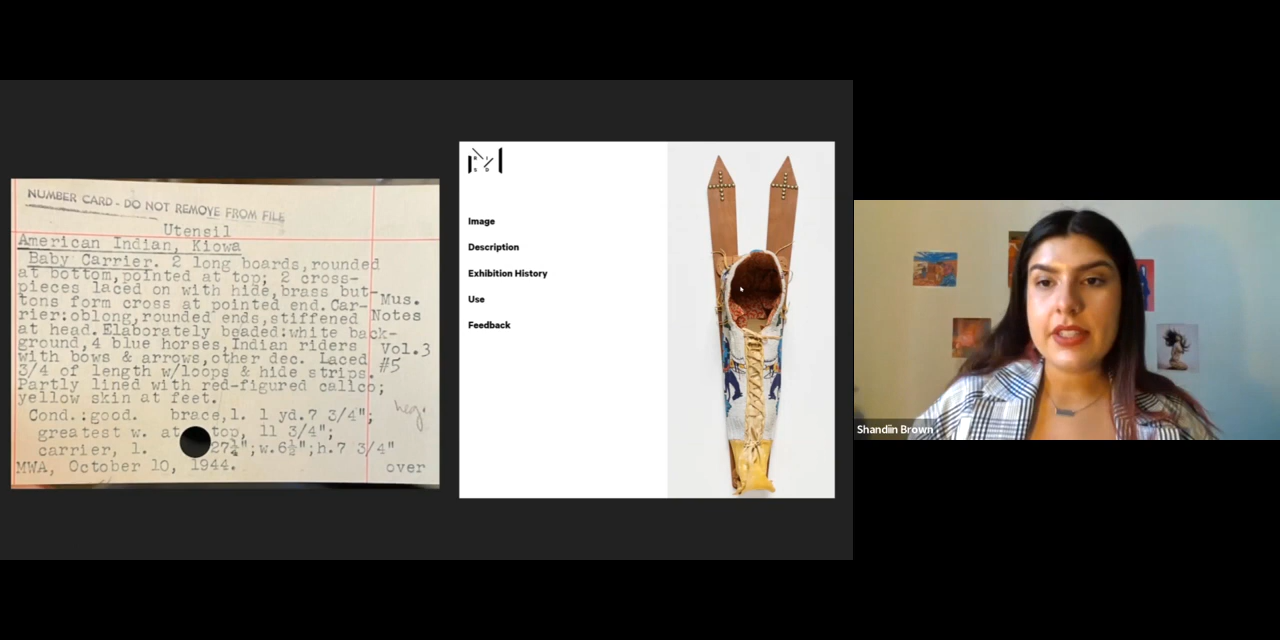 NUMBER CARD - DO NOT REMOVE FROM FILE
Utensil
American Indian, Kiowa
Baby Carrier. 2 long boards,rounded
at bottom,pointed at top; 2 cross-
pieces laced on with hide,brass but-
tons form cross at pointed end.Car-
rier:oblong,rounded ends,stiffened
at head.Elaborately beaded:white back-
ground,4 blue horses,Indian riders
with bows & arrows,other dec. Laced
3/4 of length w/loops & hide strips.
Partly lined with red-figured calico;
yellow skin at feet.
Cond.:good. brace,l. 1 yd.7 3/4";
greatest w. at top, 11 3/4";
carrier, l. 27½";w.6½";h.7 3/4"
MWA, October 10, 1944. over
Mus.
Notes
Vol.3
#5
neg.
R I
S D
Image
Description
Exhibition History
Use
Feedback
Shandiin Brown